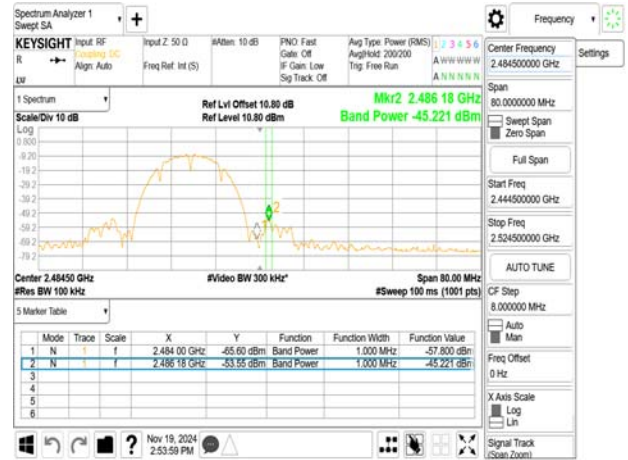 Spectrum Analyzer 1
Swept SA
Frequency
KEYSIGHT
Input: RF
Coupling: DC
Align: Auto
Input Z: 50 Ω
Freq Ref: Int (S)
#Atten: 10 dB
PNO: Fast
Gate: Off
IF Gain: Low
Sig Track: Off
Avg Type: Power (RMS)
Avg|Hold: 200/200
Trig: Free Run
1 2 3 4 5 6
A W W W W W
A N N N N N
R
LVI
Center Frequency
2.484500000 GHz
Settings
Span
80.0000000 MHz
Swept Span
Zero Span
Full Span
Start Freq
2.444500000 GHz
Stop Freq
2.524500000 GHz
AUTO TUNE
CF Step
8.000000 MHz
Auto
Man
Freq Offset
0 Hz
X Axis Scale
Log
Lin
Signal Track
(Span Zoom)
1 Spectrum
Scale/Div 10 dB
Log
Ref Lvl Offset 10.80 dB
Ref Level 10.80 dBm
Mkr2 2.486 18 GHz
Band Power -45.221 dBm
0.800
-9.20
-19.2
-29.2
-39.2
-49.2
-59.2
-69.2
-79.2
1
2
Center 2.48450 GHz
#Res BW 100 kHz
#Video BW 300 kHz*
Span 80.00 MHz
#Sweep 100 ms (1001 pts)
5 Marker Table
Mode Trace Scale X Y Function Function Width Function Value
1 N 1 f 2.484 00 GHz -65.60 dBm Band Power 1.000 MHz -57.800 dBm
2 N 1 f 2.486 18 GHz -53.55 dBm Band Power 1.000 MHz -45.221 dBm
3
4
5
6
?
Nov 19, 2024
2:53:59 PM